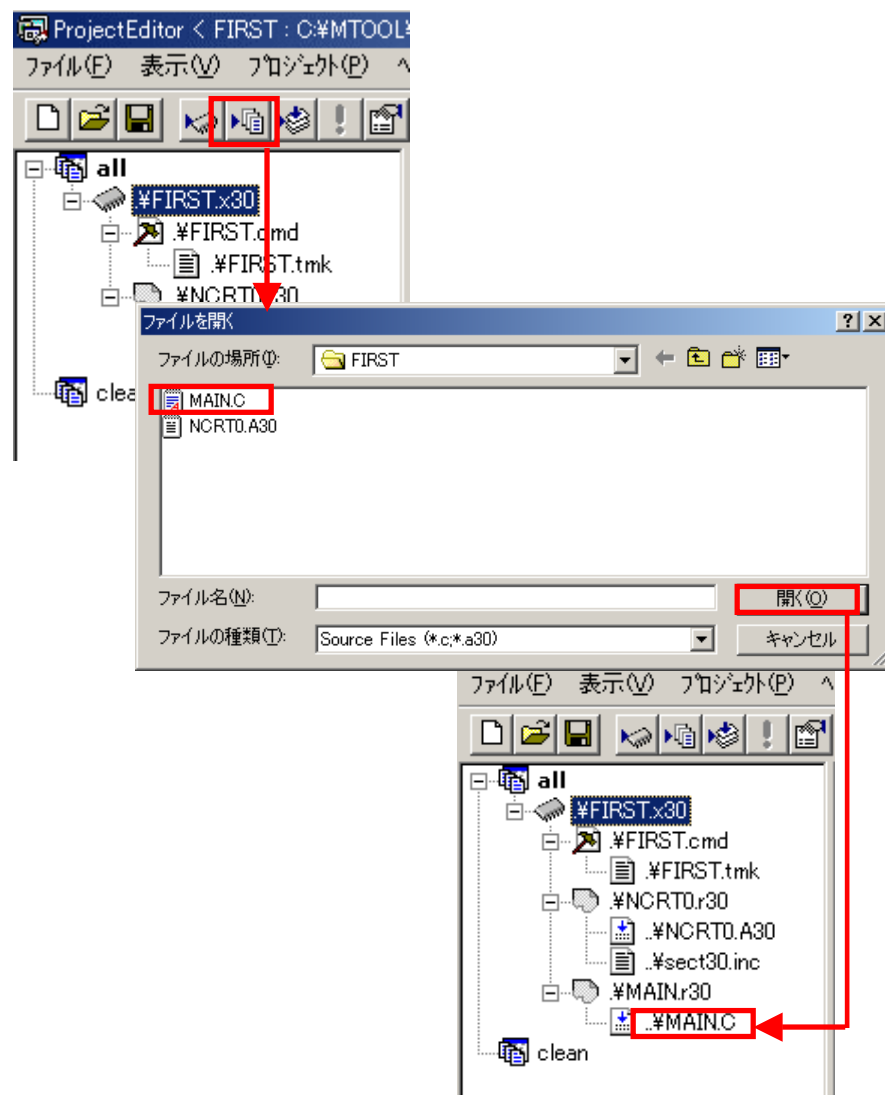 ProjectEditor < FIRST : C:¥MTOOL¥
ファイル(F) 表示(V) プロジェクト(P) ヘ
all
.¥FIRST.x30
.¥FIRST.cmd
.¥FIRST.tmk
.¥NCRT0.r30
clea
ファイルを開く
ファイルの場所(I):
FIRST
MAIN.C
NCRT0.A30
ファイル名(N):
開く(O)
ファイルの種類(T):
Source Files (*.c;*.a30)
キャンセル
ファイル(F) 表示(V) プロジェクト(P) ヘ
all
.¥FIRST.x30
.¥FIRST.cmd
.¥FIRST.tmk
.¥NCRT0.r30
..¥NCRT0.A30
..¥sect30.inc
.¥MAIN.r30
..¥MAIN.C
clean